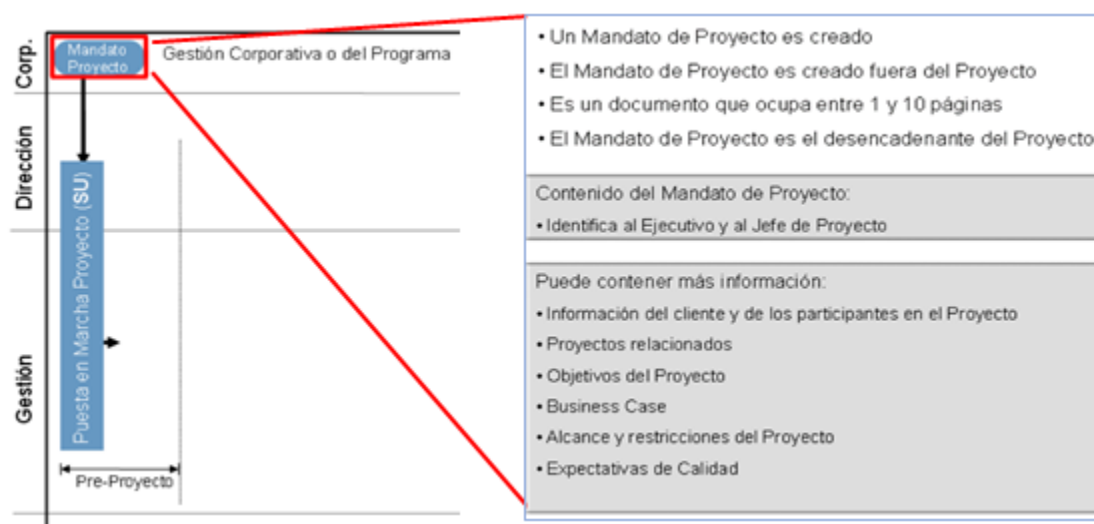 Corp.
Mandato
Proyecto
Gestión Corporativa o del Programa
Dirección
Gestión
Puesta en Marcha Proyecto (SU)
Pre-Proyecto
• Un Mandato de Proyecto es creado
• El Mandato de Proyecto es creado fuera del Proyecto
• Es un documento que ocupa entre 1 y 10 páginas
• El Mandato de Proyecto es el desencadenante del Proyecto
Contenido del Mandato de Proyecto:
• Identifica al Ejecutivo y al Jefe de Proyecto
Puede contener más información:
• Información del cliente y de los participantes en el Proyecto
• Proyectos relacionados
• Objetivos del Proyecto
• Business Case
• Alcance y restricciones del Proyecto
• Expectativas de Calidad